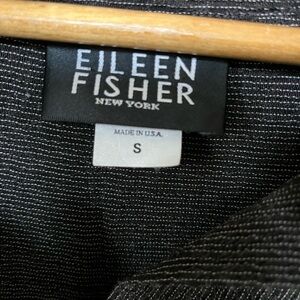 EILEEN
FISHER
NEW YORK
MADE IN U.S.A.
S